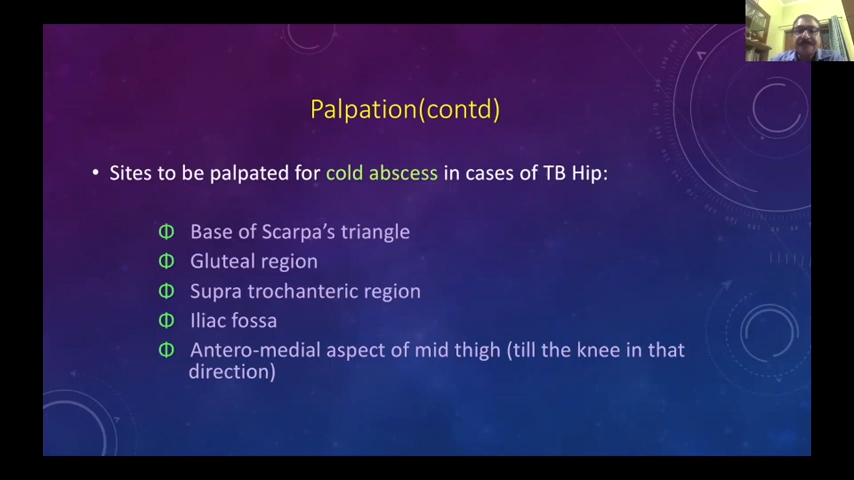 Palpation(contd)
• Sites to be palpated for cold abscess in cases of TB Hip:
Φ Base of Scarpa's triangle
Φ Gluteal region
Φ Supra trochanteric region
Φ Iliac fossa
Φ Antero-medial aspect of mid thigh (till the knee in that
direction)